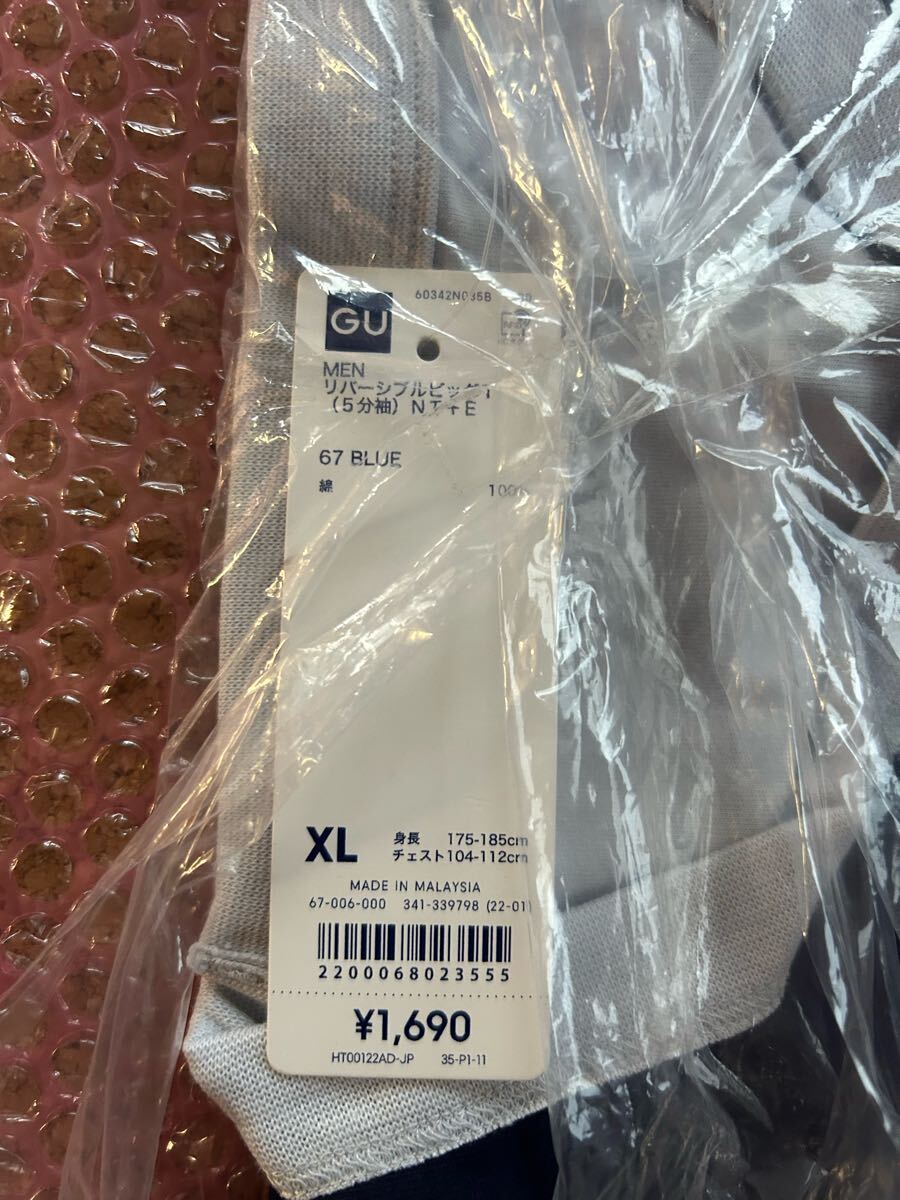 60342N035B
GU
MEN
リバーシブルビッグT
(5分袖) NT+E
67 BLUE
綿 100%
XL
身長 175-185cm
チェスト104-112cm
MADE IN MALAYSIA
67-006-000 341-339798 (22-01)
2200068023555
¥1,690
HT00122AD-JP 35-P1-11